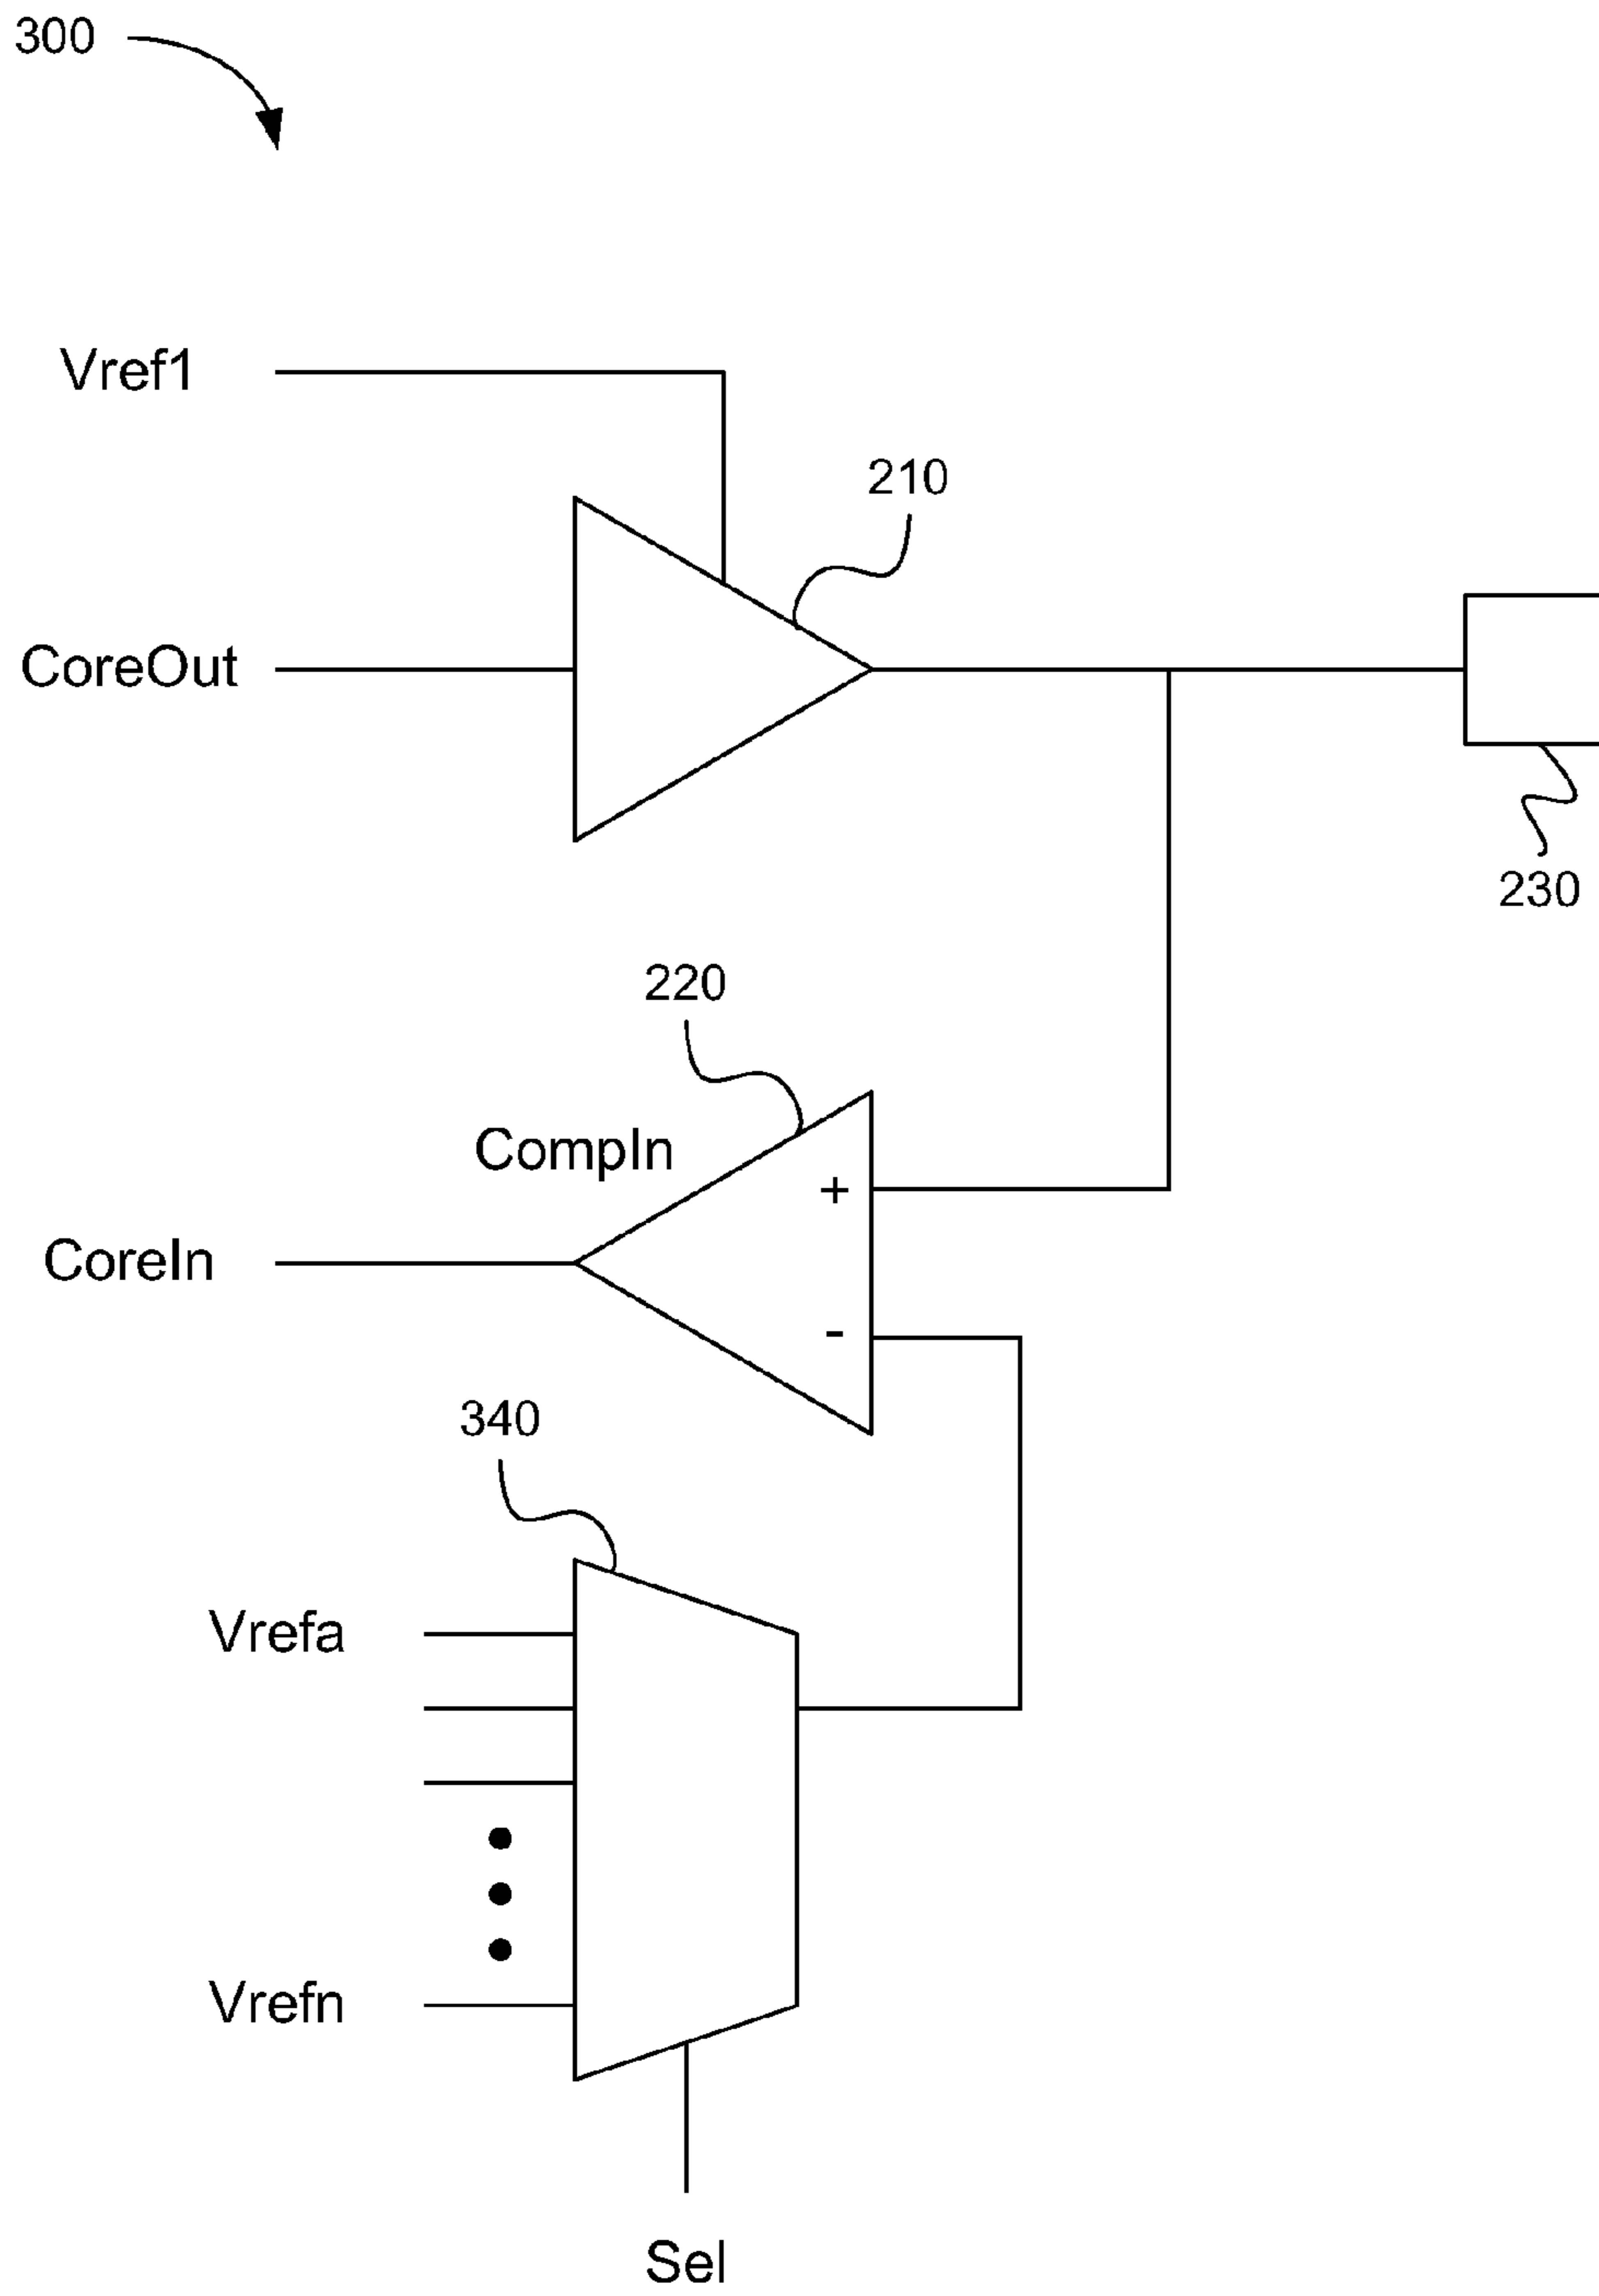 300
Vref1
210
CoreOut
230
220
CompIn
+
CoreIn
-
340
Vrefa
Vrefn
Sel